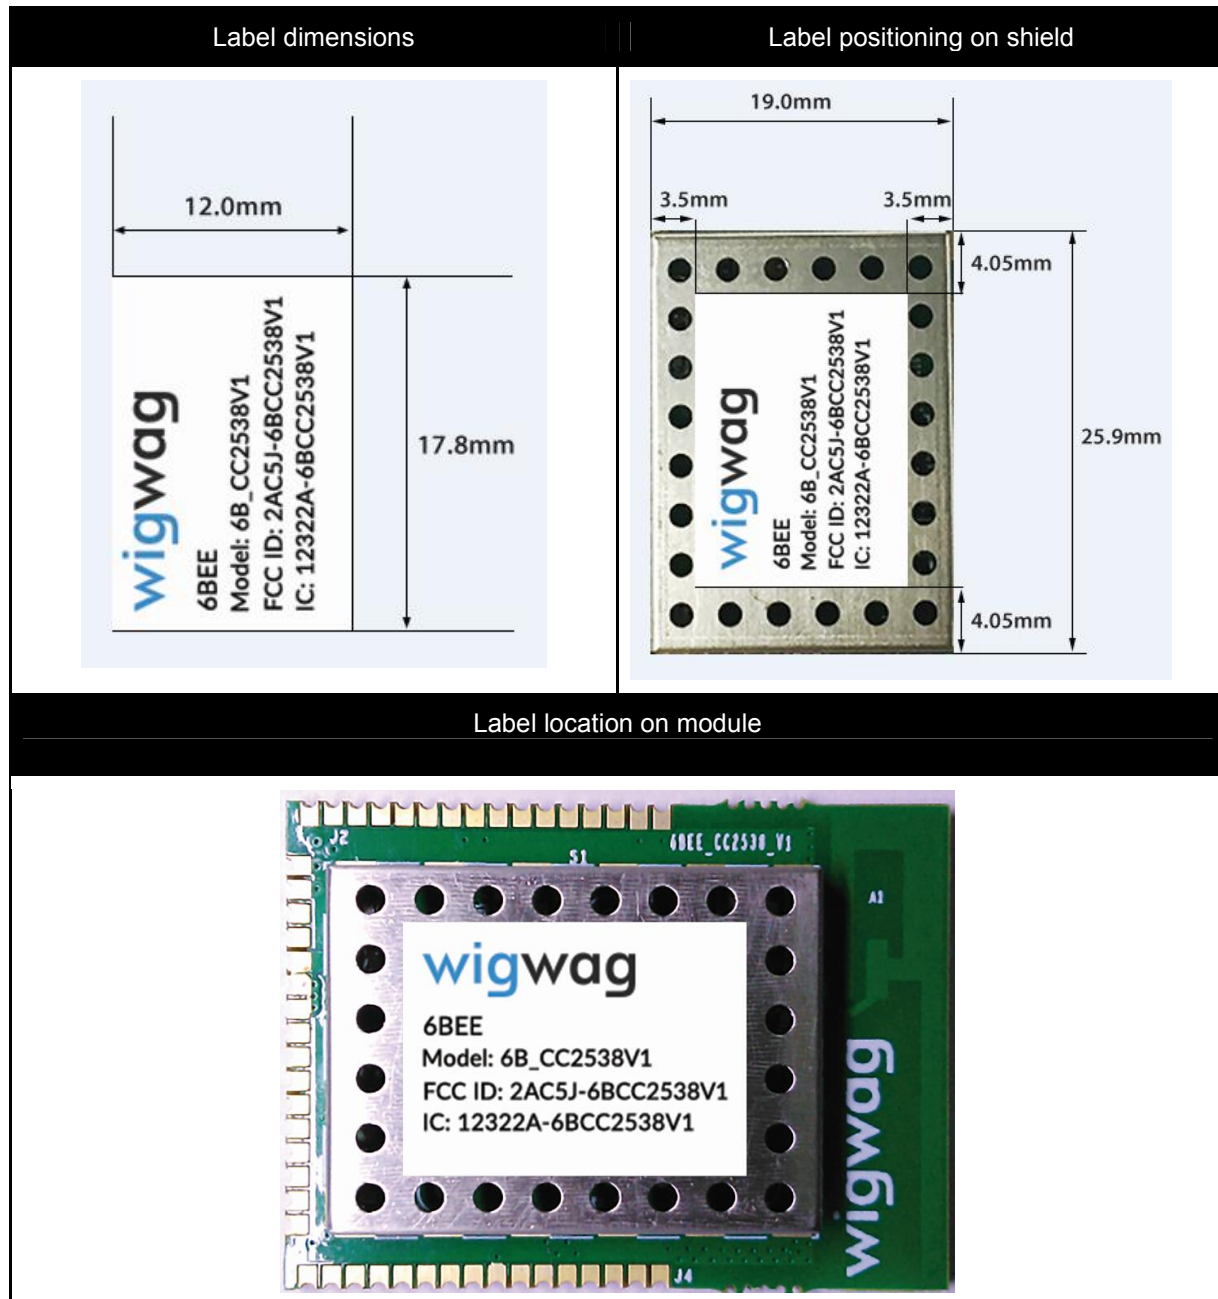 Label dimensions
Label positioning on shield
12.0mm
17.8mm
wigwag
6BEE
Model: 6B_CC2538V1
FCC ID: 2AC5J-6BCC2538V1
IC: 12322A-6BCC2538V1
19.0mm
3.5mm
3.5mm
4.05mm
25.9mm
4.05mm
wigwag
6BEE
Model: 6B_CC2538V1
FCC ID: 2AC5J-6BCC2538V1
IC: 12322A-6BCC2538V1
Label location on module
J2
S1
6BEE_CC2538_V1
A1
wigwag
6BEE
Model: 6B_CC2538V1
FCC ID: 2AC5J-6BCC2538V1
IC: 12322A-6BCC2538V1
wigwag
J4